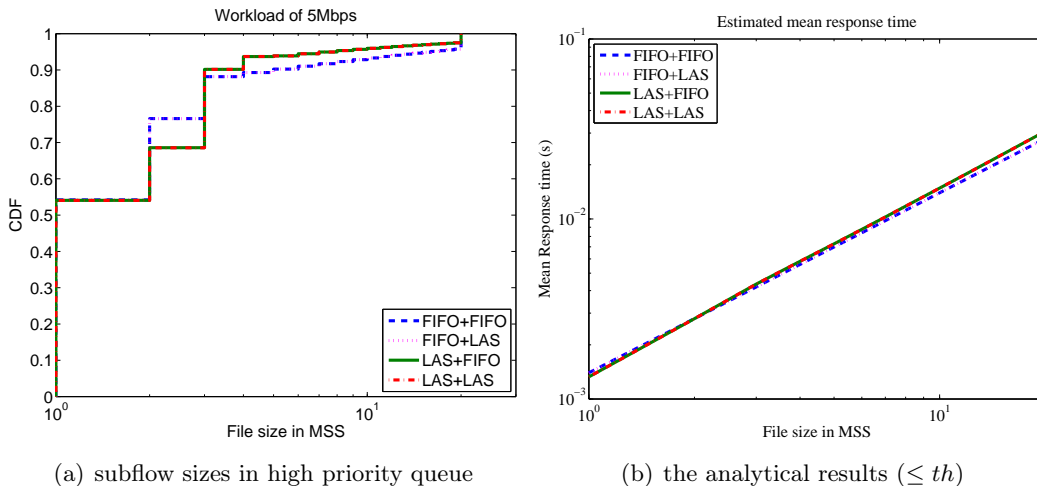 Workload of 5Mbps
1
0.9
0.8
0.7
0.6
0.5
0.4
0.3
0.2
0.1
0
CDF
10^0
10^1
File size in MSS
FIFO+FIFO
FIFO+LAS
LAS+FIFO
LAS+LAS
(a) subflow sizes in high priority queue
Estimated mean response time
10^-1
10^-2
10^-3
Mean Response time (s)
FIFO+FIFO
FIFO+LAS
LAS+FIFO
LAS+LAS
10^0
10^1
File size in MSS
(b) the analytical results (≤ th)